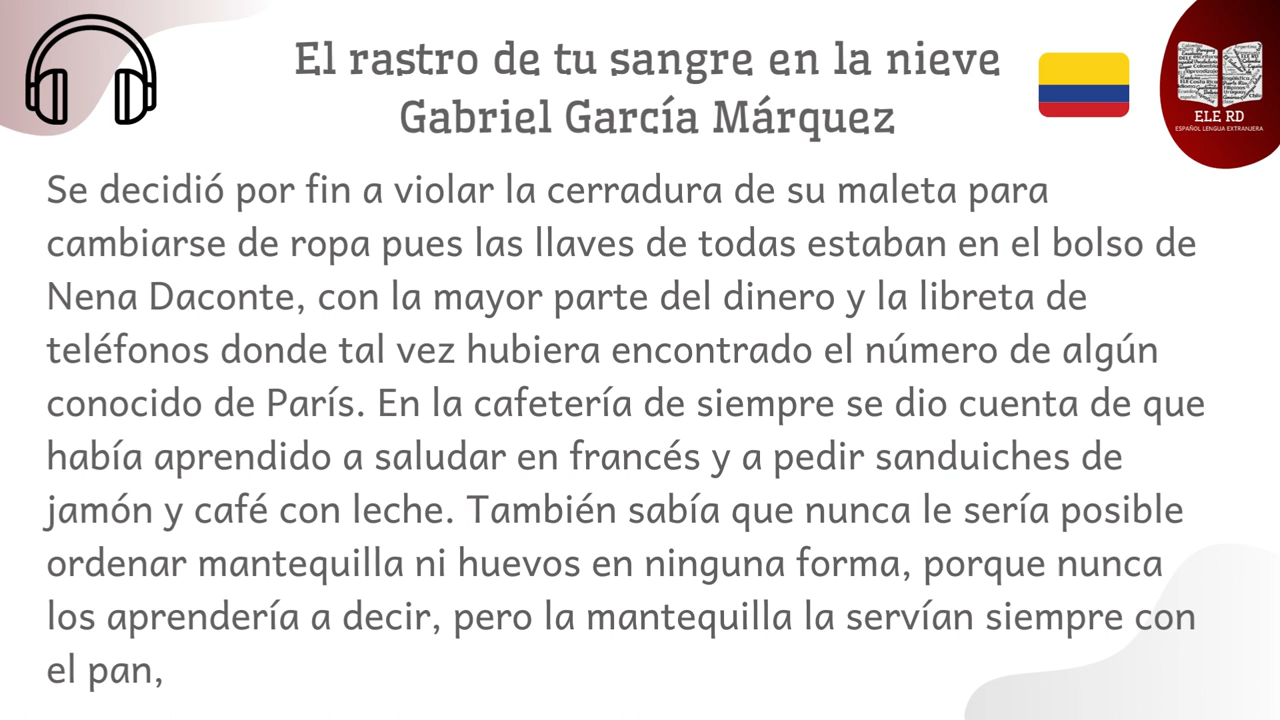 El rastro de tu sangre en la nieve
Gabriel García Márquez
ELE RD
ESPAÑOL LENGUA EXTRANJERA
Se decidió por fin a violar la cerradura de su maleta para
cambiarse de ropa pues las llaves de todas estaban en el bolso de
Nena Daconte, con la mayor parte del dinero y la libreta de
teléfonos donde tal vez hubiera encontrado el número de algún
conocido de París. En la cafetería de siempre se dio cuenta de que
había aprendido a saludar en francés y a pedir sanduiches de
jamón y café con leche. También sabía que nunca le sería posible
ordenar mantequilla ni huevos en ninguna forma, porque nunca
los aprendería a decir, pero la mantequilla la servían siempre con
el pan,